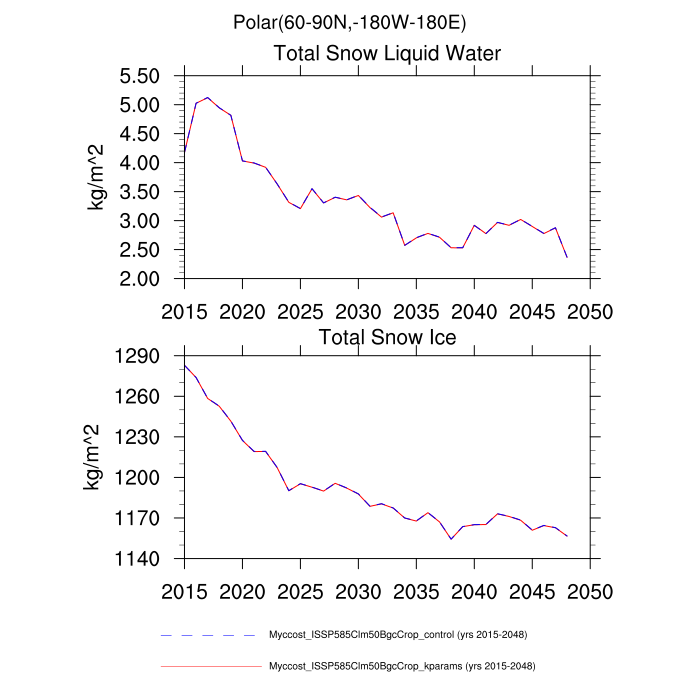 Polar(60-90N,-180W-180E)
Total Snow Liquid Water
5.50
5.00
4.50
4.00
3.50
3.00
2.50
2.00
kg/m^2
2015 2020 2025 2030 2035 2040 2045 2050
Total Snow Ice
1290
1260
1230
1200
1170
1140
kg/m^2
2015 2020 2025 2030 2035 2040 2045 2050
Myccost_ISSP585Clm50BgcCrop_control (yrs 2015-2048)
Myccost_ISSP585Clm50BgcCrop_kparams (yrs 2015-2048)